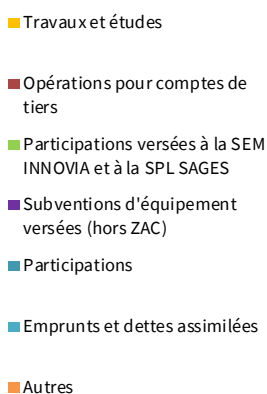 Travaux et études
Opérations pour comptes de
tiers
Participations versées à la SEM
INNOVIA et à la SPL SAGES
Subventions d'équipement
versées (hors ZAC)
Participations
Emprunts et dettes assimilées
Autres